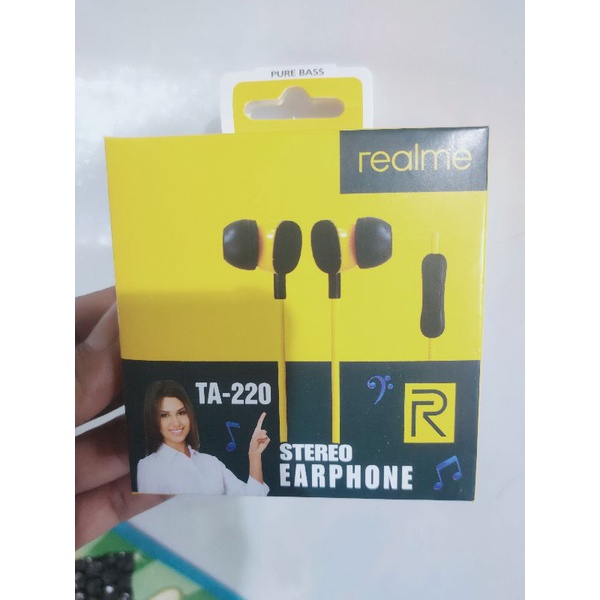 PURE BASS
realme
TA-220
R
STEREO
EARPHONE